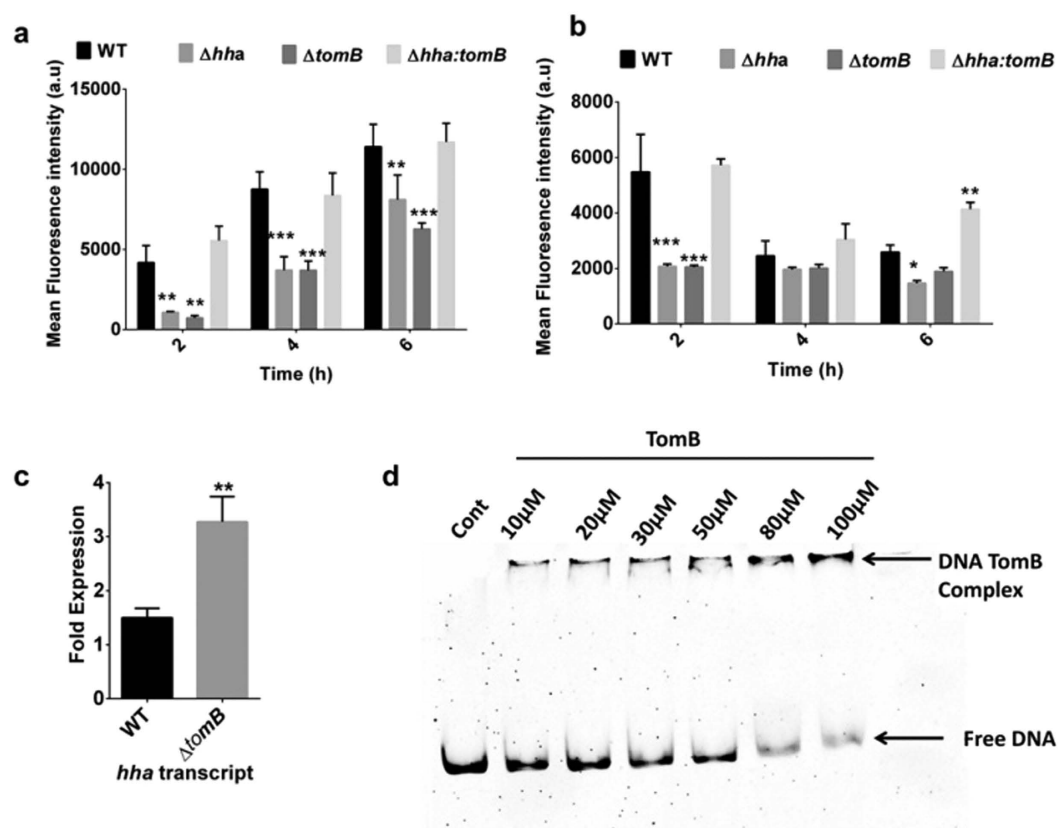 a
WT Δhha ΔtomB Δhha:tomB
Mean Fluoresence intensity (a.u)
15000
10000
5000
0
** **
*** ***
** ***
2 4 6
Time (h)
b
WT Δhha ΔtomB Δhha:tomB
Mean Fluoresence intensity (a.u)
8000
6000
4000
2000
0
*** ***
* **
2 4 6
Time (h)
c
Fold Expression
4
3
2
1
0
**
WT ΔtomB
hha transcript
d
TomB
Cont 10μM 20μM 30μM 50μM 80μM 100μM
DNA TomB
Complex
Free DNA